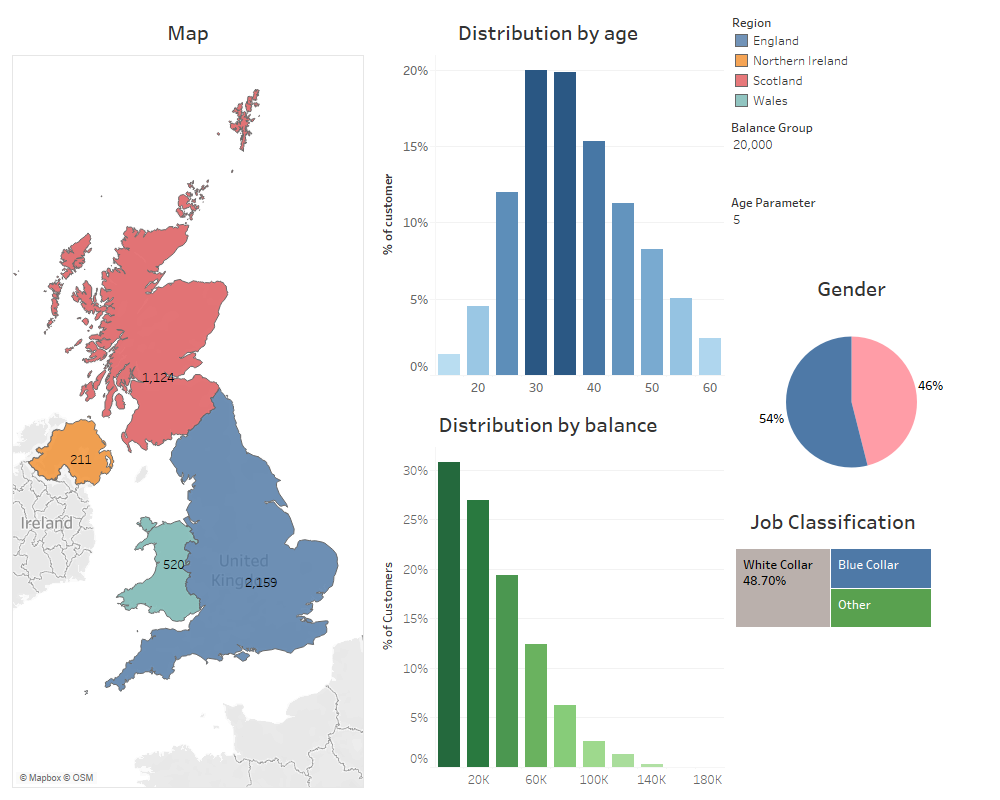 Map
1,124
211
Ireland
520
United
Kingdom
2,159
© Mapbox © OSM
Distribution by age
% of customer
20%
15%
10%
5%
0%
20
30
40
50
60
Distribution by balance
% of Customers
30%
25%
20%
15%
10%
5%
0%
20K
60K
100K
140K
180K
Region
England
Northern Ireland
Scotland
Wales
Balance Group
20,000
Age Parameter
5
Gender
46%
54%
Job Classification
White Collar
48.70%
Blue Collar
Other